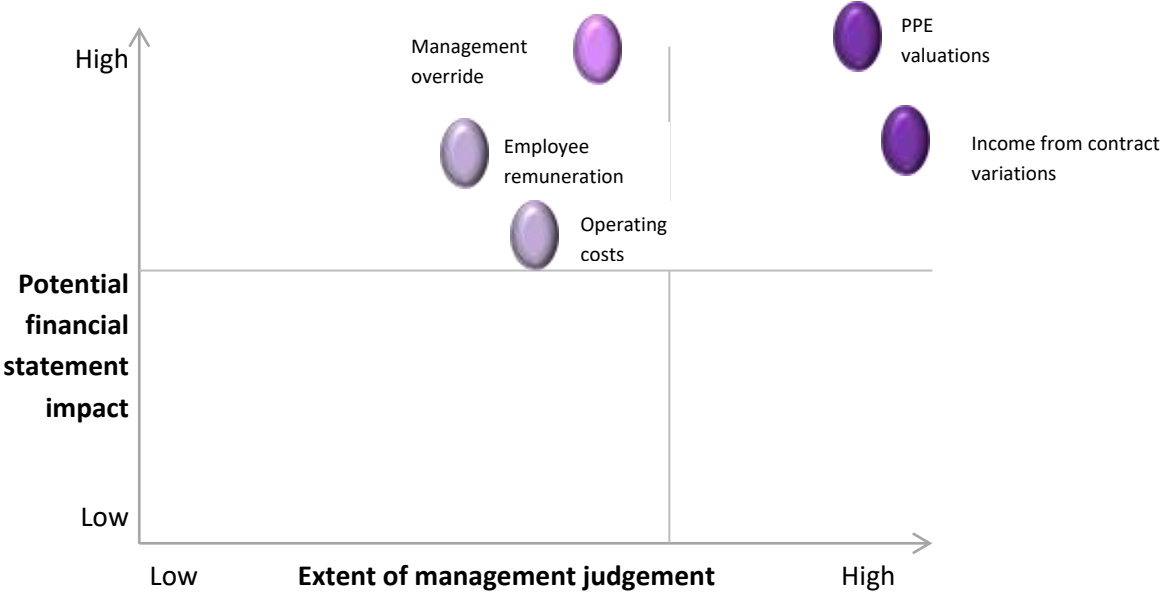 High
Management
override
PPE
valuations
Employee
remuneration
Income from contract
variations
Operating
costs
Potential
financial
statement
impact
Low
Low
Extent of management judgement
High